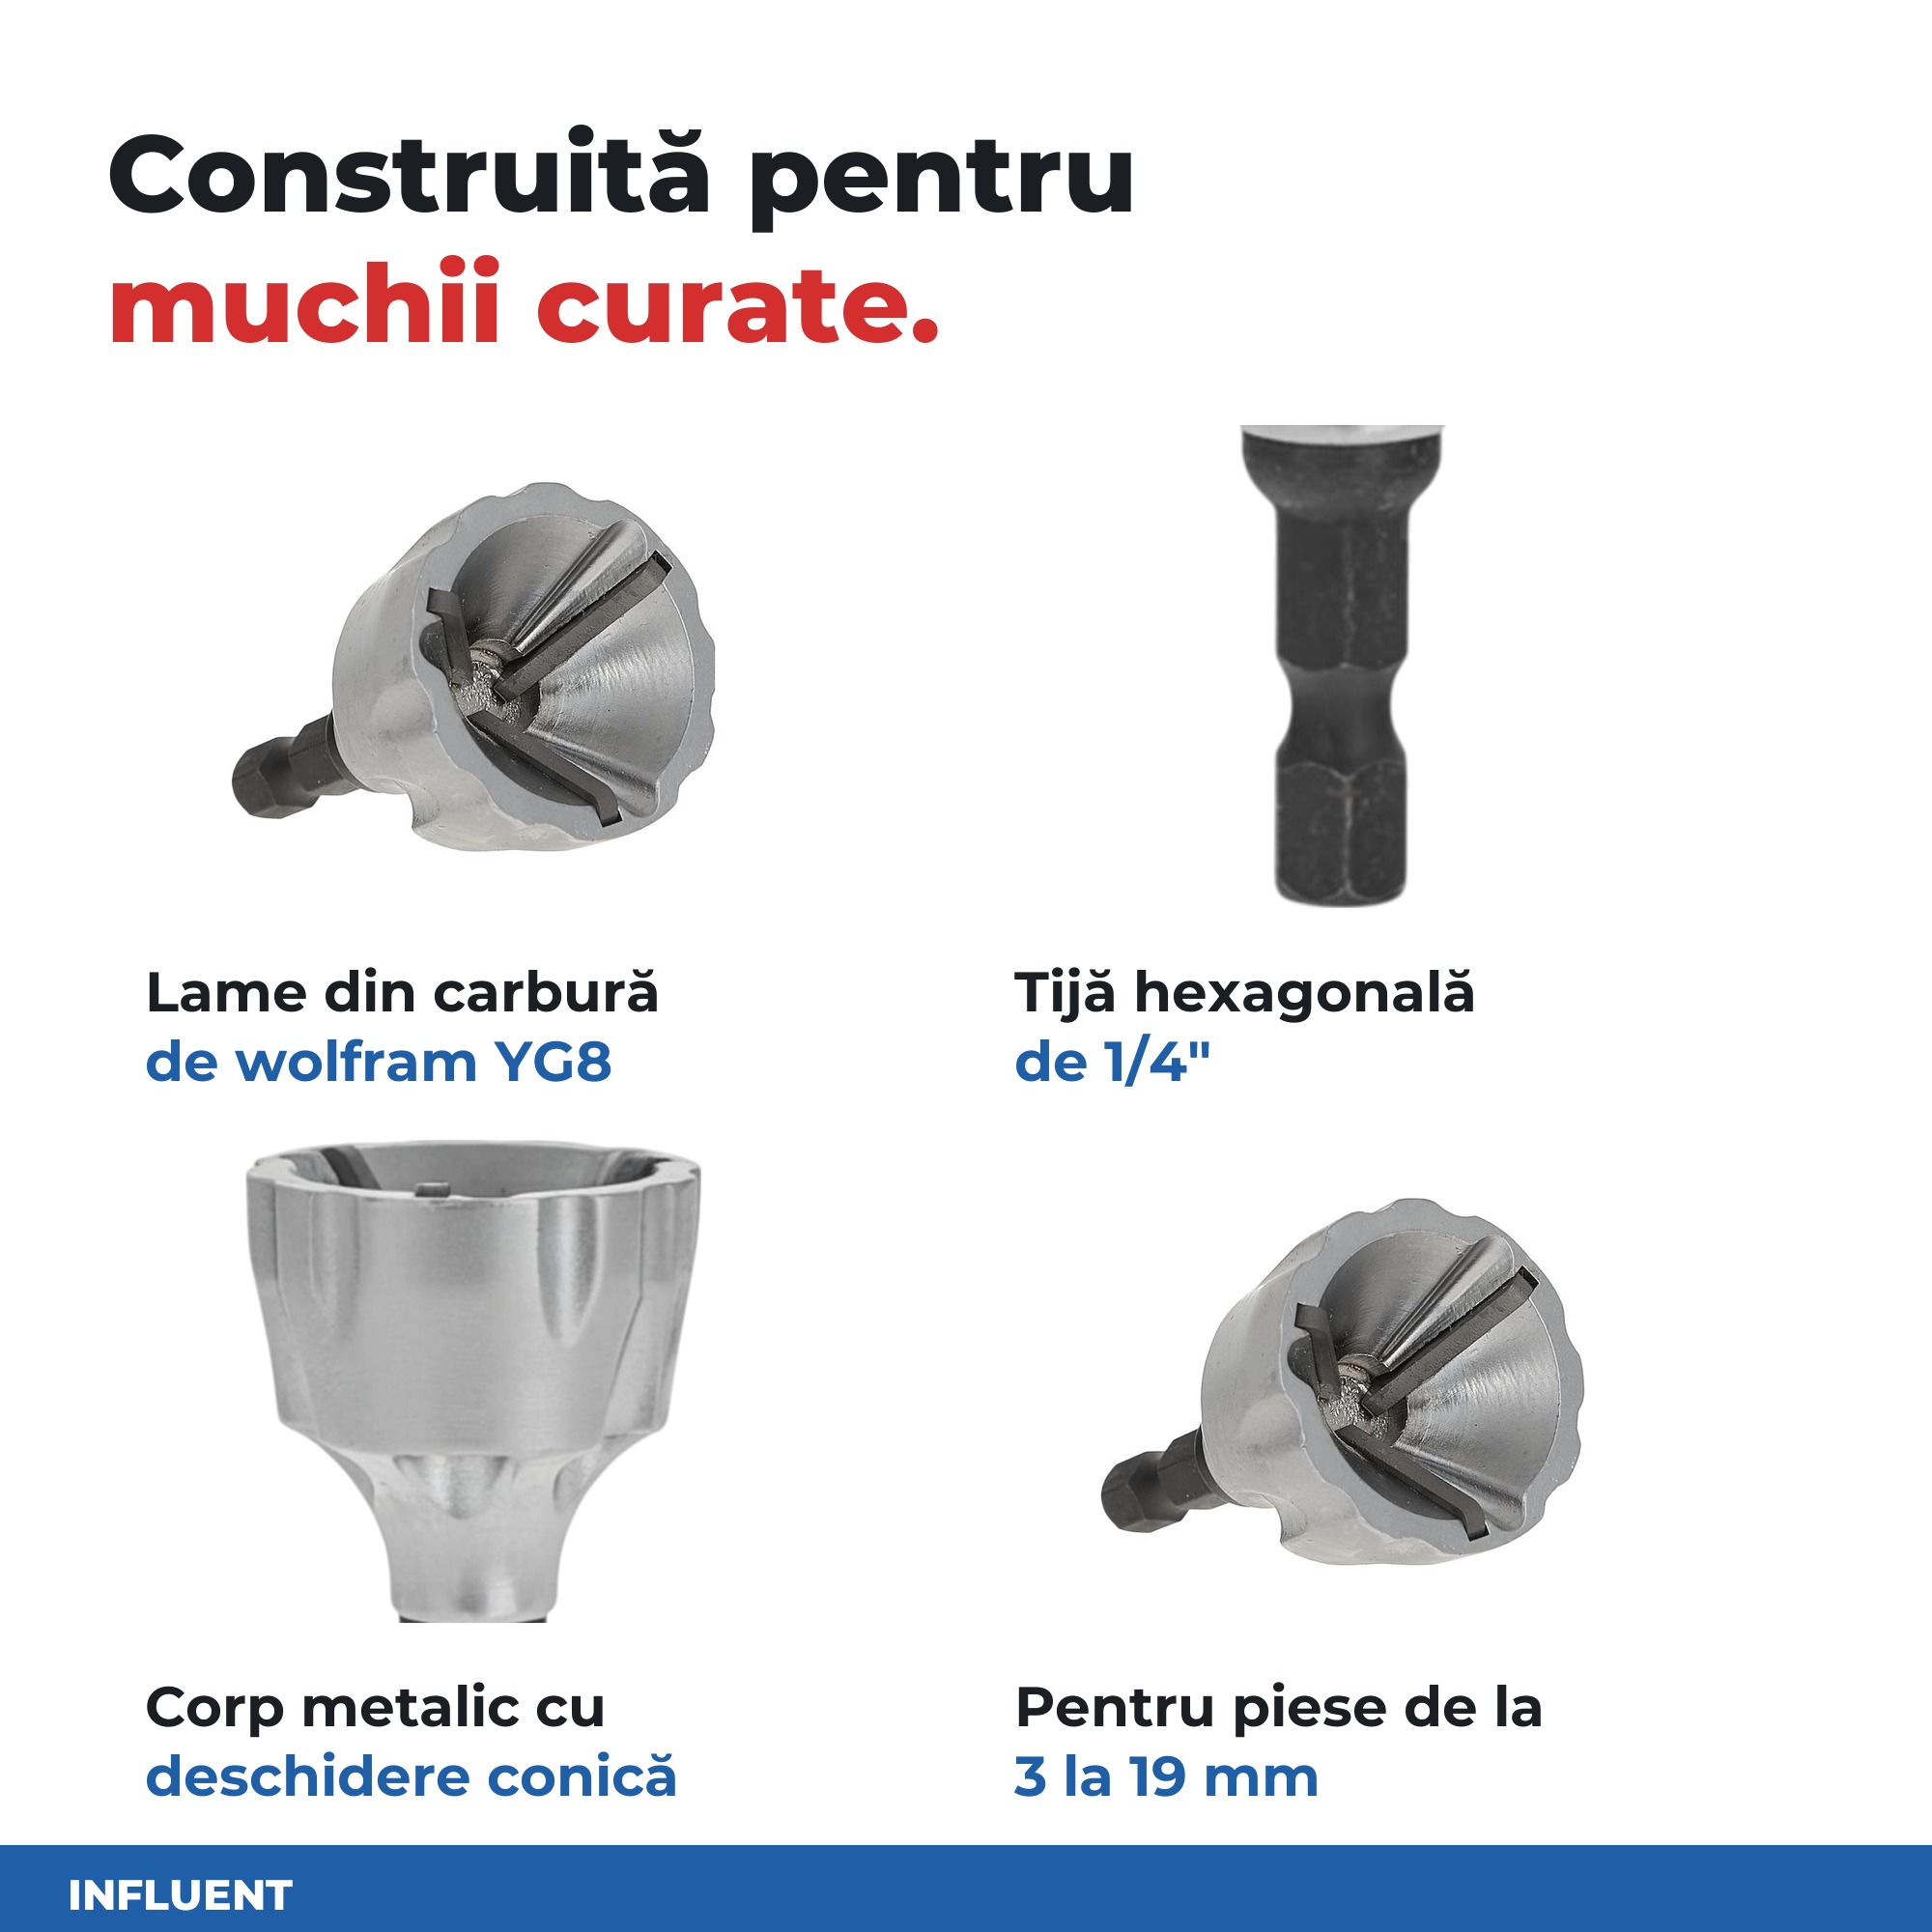 Construită pentru
muchii curate.
Lame din carbură
de wolfram YG8
Tijă hexagonală
de 1/4"
Corp metalic cu
deschidere conică
Pentru piese de la
3 la 19 mm
INFLUENT